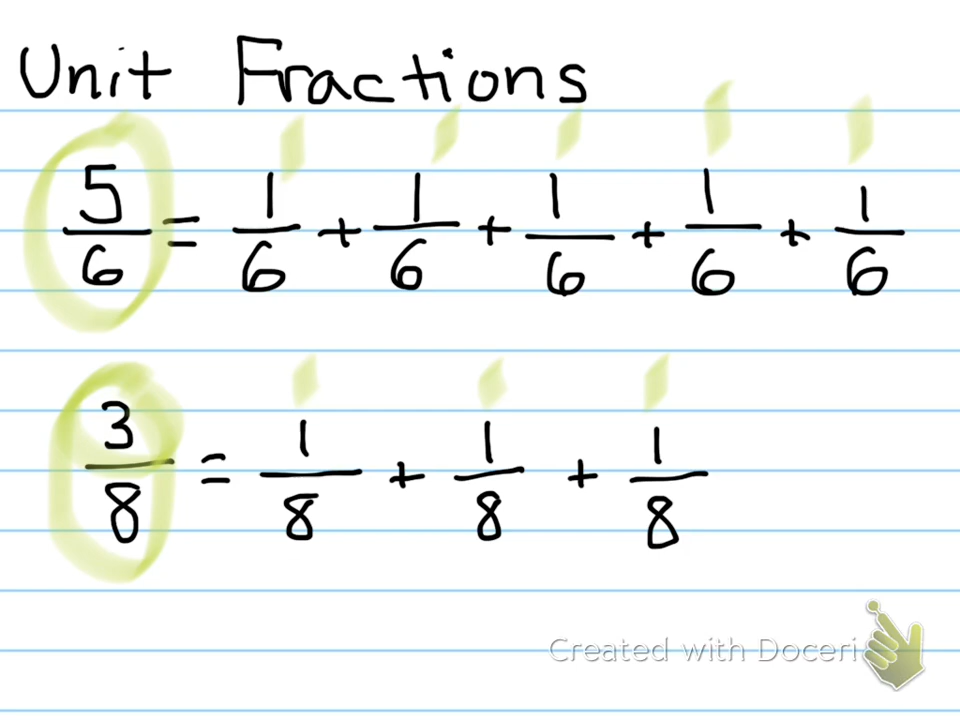 Unit Fractions
5/6 = 1/6 + 1/6 + 1/6 + 1/6 + 1/6
3/8 = 1/8 + 1/8 + 1/8
Created with Doceri